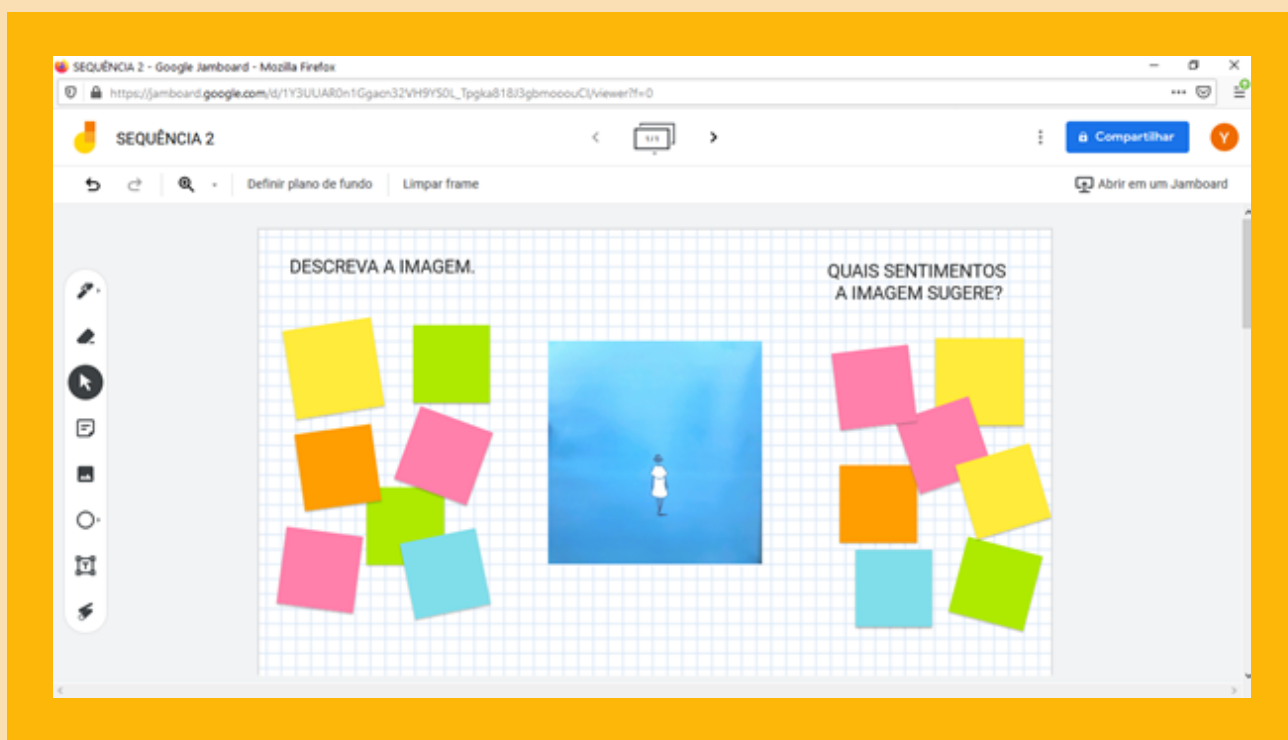 SEQUÊNCIA 2 - Google Jamboard - Mozilla Firefox
SEQUÊNCIA 2
Compartilhar
Y
Definir plano de fundo
Limpar frame
Abrir em um Jamboard
DESCREVA A IMAGEM.
QUAIS SENTIMENTOS
A IMAGEM SUGERE?